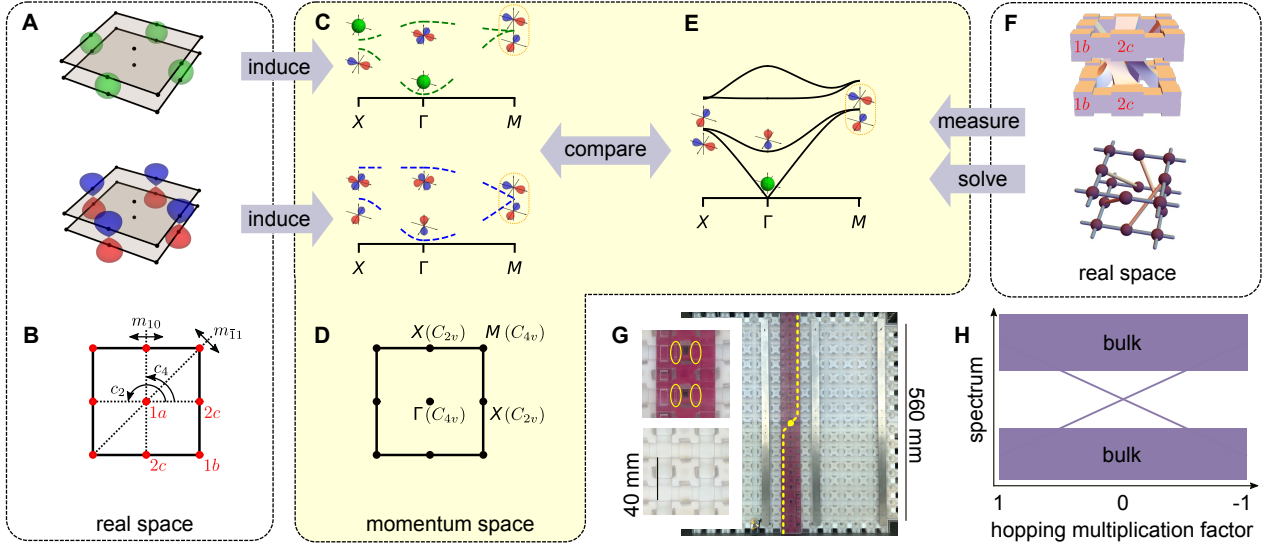 A
induce
induce
B
m10
m1̄1
c2
c4
1a
2c
2c
1b
real space
C
X
Γ
M
X
Γ
M
compare
D
X(C2v)
M(C4v)
Γ(C4v)
X(C2v)
momentum space
E
X
Γ
M
measure
solve
F
1b
2c
1b
2c
real space
G
40 mm
560 mm
H
bulk
bulk
spectrum
1
0
-1
hopping multiplication factor